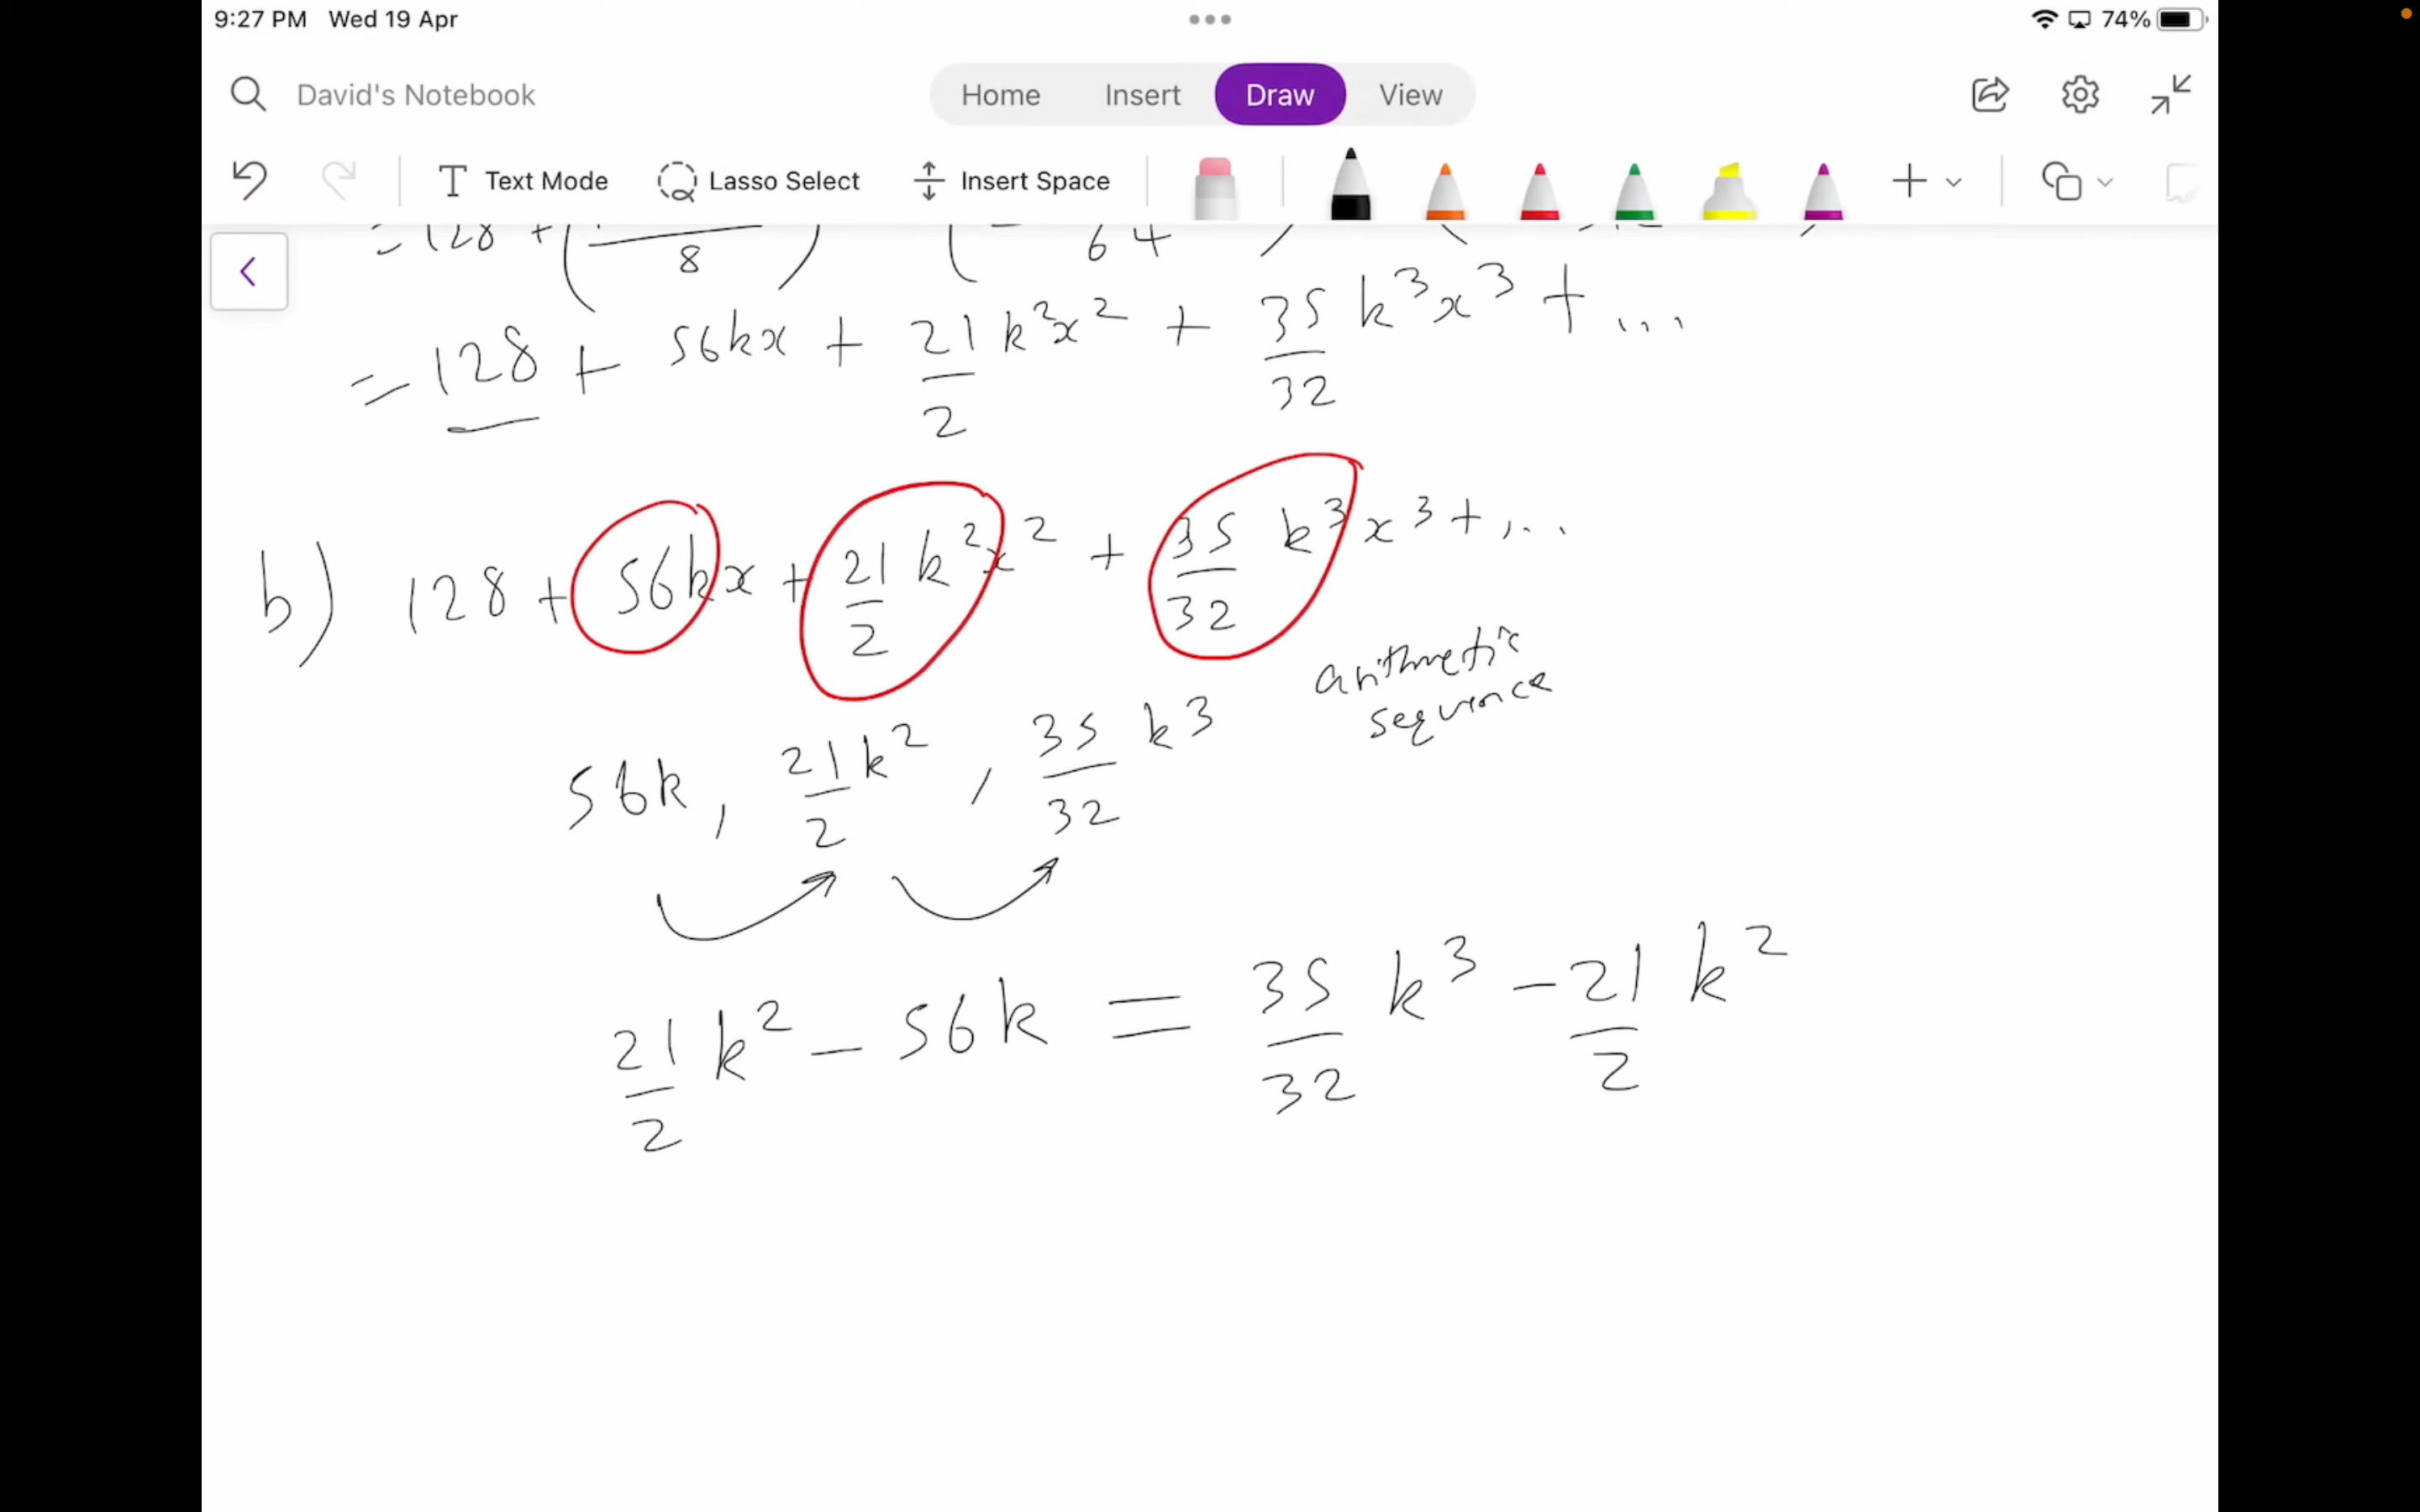 9:27 PM Wed 19 Apr 74%
David's Notebook Home Insert Draw View
Text Mode Lasso Select Insert Space
= 128 + ( / 8 ) ( 64 )
= 128 + 56kx + 21/2 k²x² + 35/32 k³x³ + ...
b) 128 + 56kx + 21/2 k²x² + 35/32 k³x³ + ...
arithmetic
sequence
56k, 21/2 k², 35/32 k³
21/2 k² - 56k = 35/32 k³ - 21/2 k²